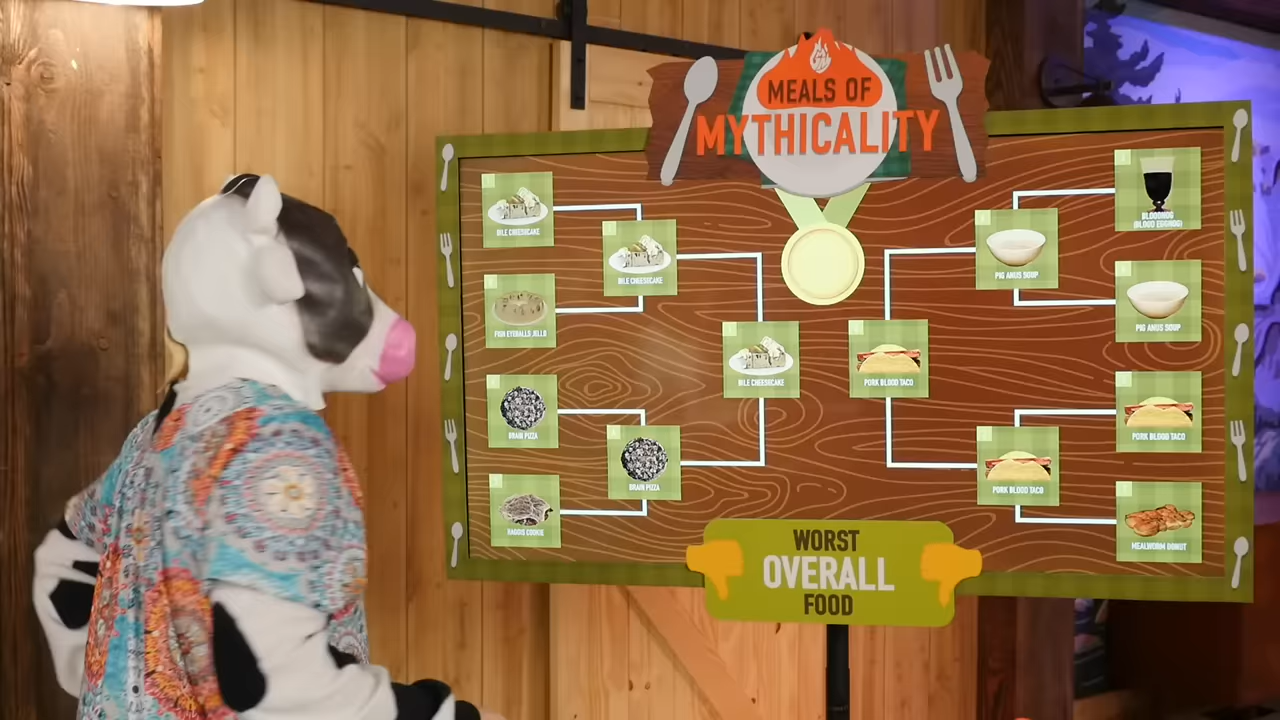 MEALS OF
MYTHICALITY
BILE CHEESECAKE
FISH EYEBALLS JELLO
BRAIN PIZZA
HAGGIS COOKIE
BILE CHEESECAKE
BRAIN PIZZA
BILE CHEESECAKE
PORK BLOOD TACO
PIG ANUS SOUP
PORK BLOOD TACO
BLOODNOG
(BLOOD EGGNOG)
PIG ANUS SOUP
PORK BLOOD TACO
MEALWORM DONUT
WORST
OVERALL
FOOD